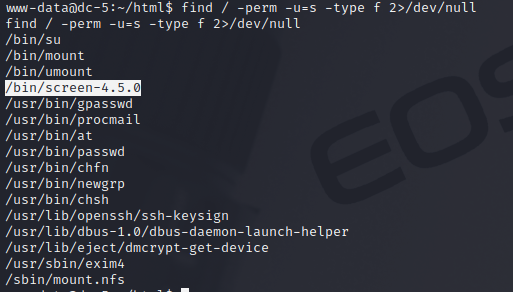 www-data@dc-5:~/html$ find / -perm -u=s -type f 2>/dev/null
find / -perm -u=s -type f 2>/dev/null
/bin/su
/bin/mount
/bin/umount
/bin/screen-4.5.0
/usr/bin/gpasswd
/usr/bin/procmail
/usr/bin/at
/usr/bin/passwd
/usr/bin/chfn
/usr/bin/newgrp
/usr/bin/chsh
/usr/lib/openssh/ssh-keysign
/usr/lib/dbus-1.0/dbus-daemon-launch-helper
/usr/lib/eject/dmcrypt-get-device
/usr/sbin/exim4
/sbin/mount.nfs
EOS